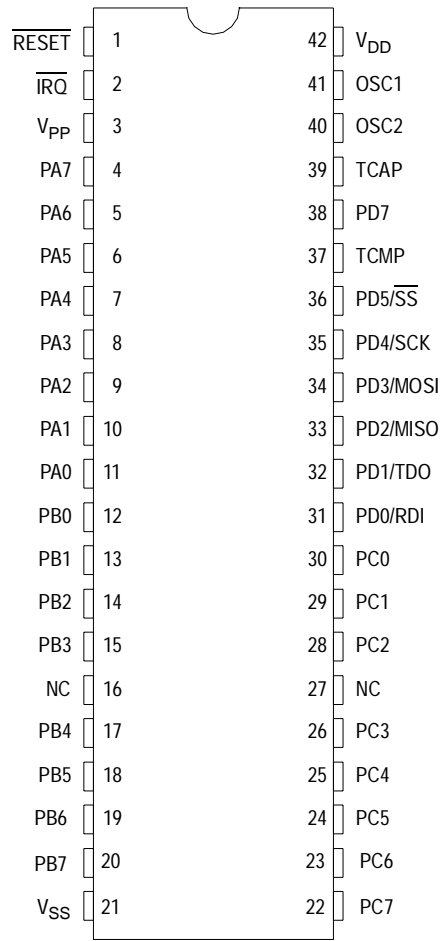 RESET 1 42 VDD
IRQ 2 41 OSC1
VPP 3 40 OSC2
PA7 4 39 TCAP
PA6 5 38 PD7
PA5 6 37 TCMP
PA4 7 36 PD5/SS
PA3 8 35 PD4/SCK
PA2 9 34 PD3/MOSI
PA1 10 33 PD2/MISO
PA0 11 32 PD1/TDO
PB0 12 31 PD0/RDI
PB1 13 30 PC0
PB2 14 29 PC1
PB3 15 28 PC2
NC 16 27 NC
PB4 17 26 PC3
PB5 18 25 PC4
PB6 19 24 PC5
PB7 20 23 PC6
VSS 21 22 PC7